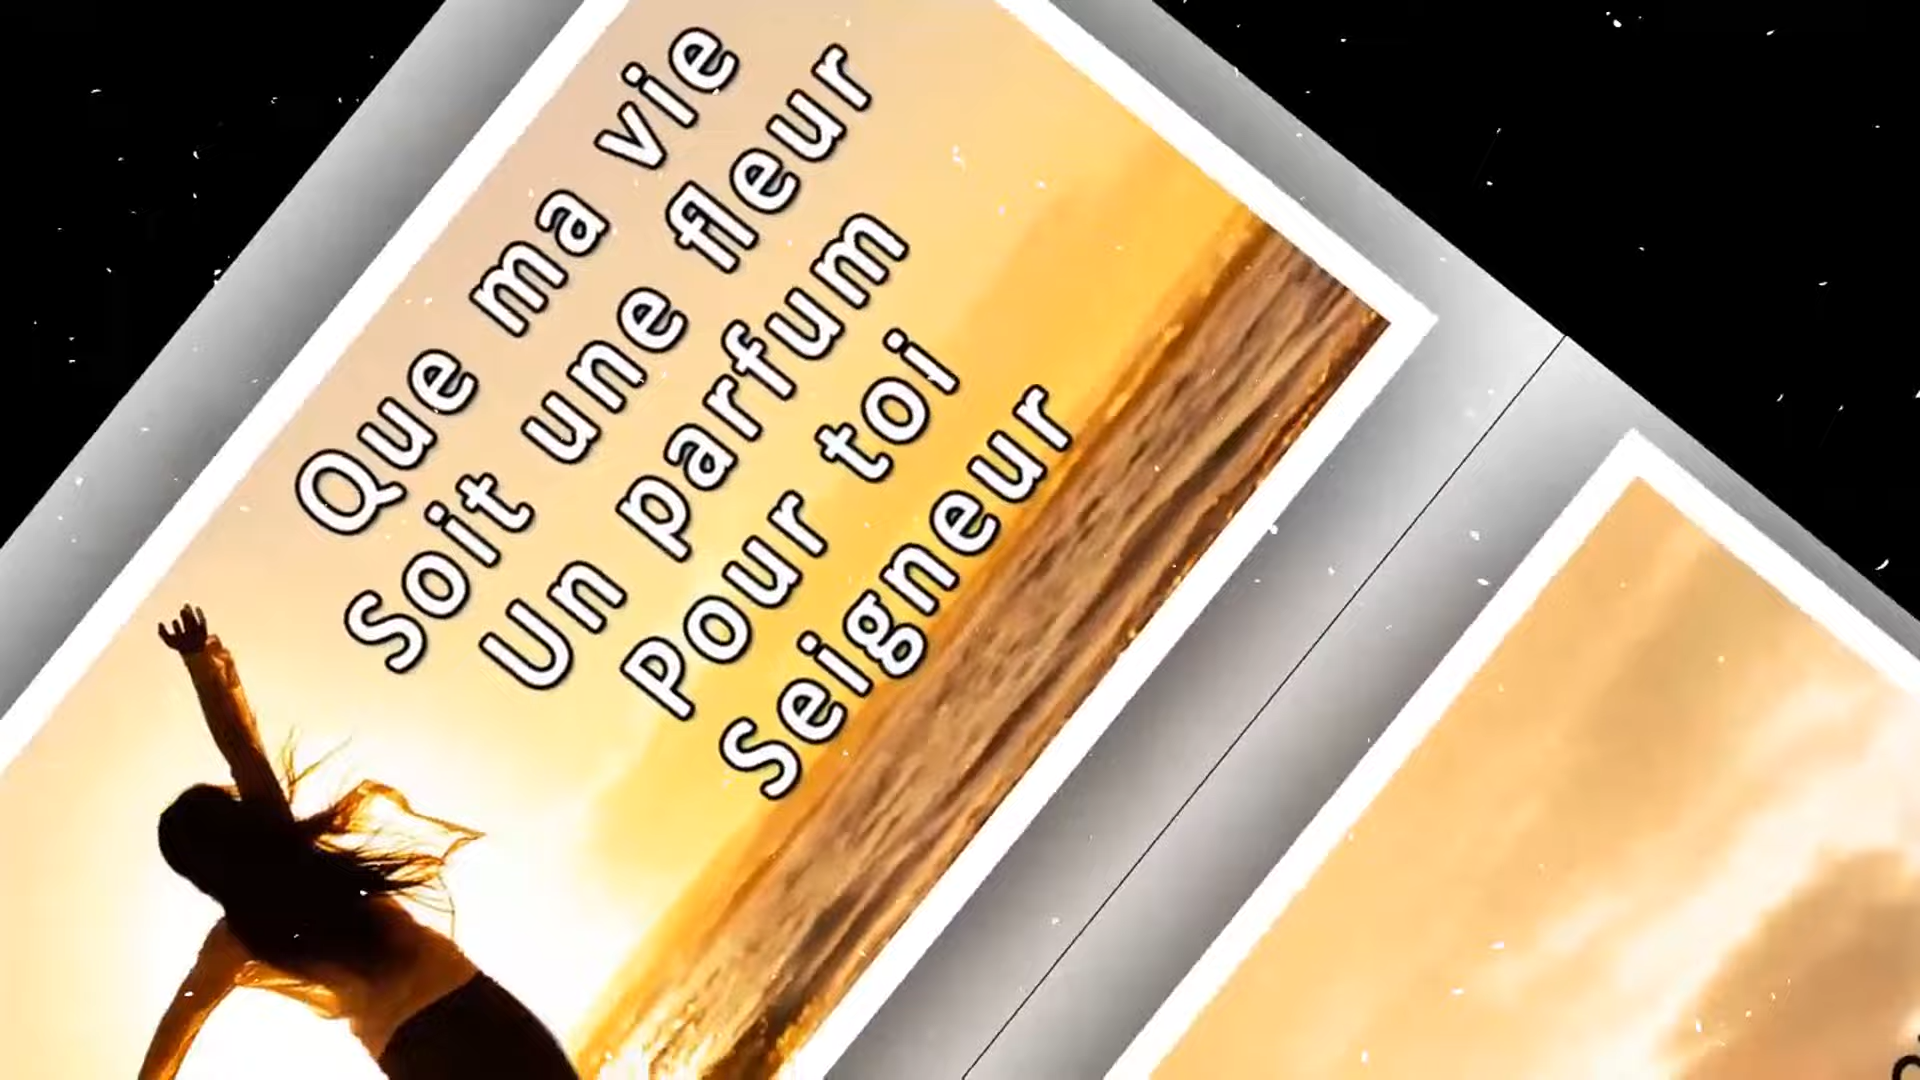 Que ma vie
Soit une fleur
Un parfum
Pour toi
Seigneur